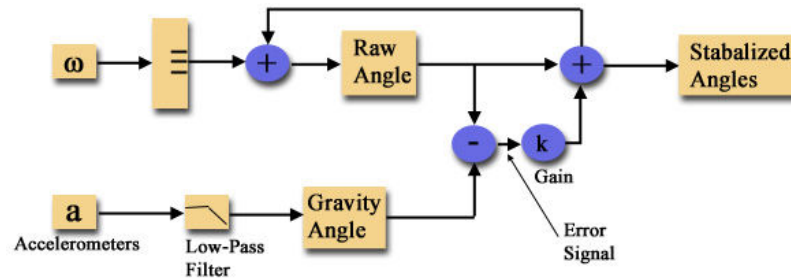 ω
+
Raw
Angle
+
Stabalized
Angles
-
k
Gain
a
Accelerometers
Low-Pass
Filter
Gravity
Angle
Error
Signal